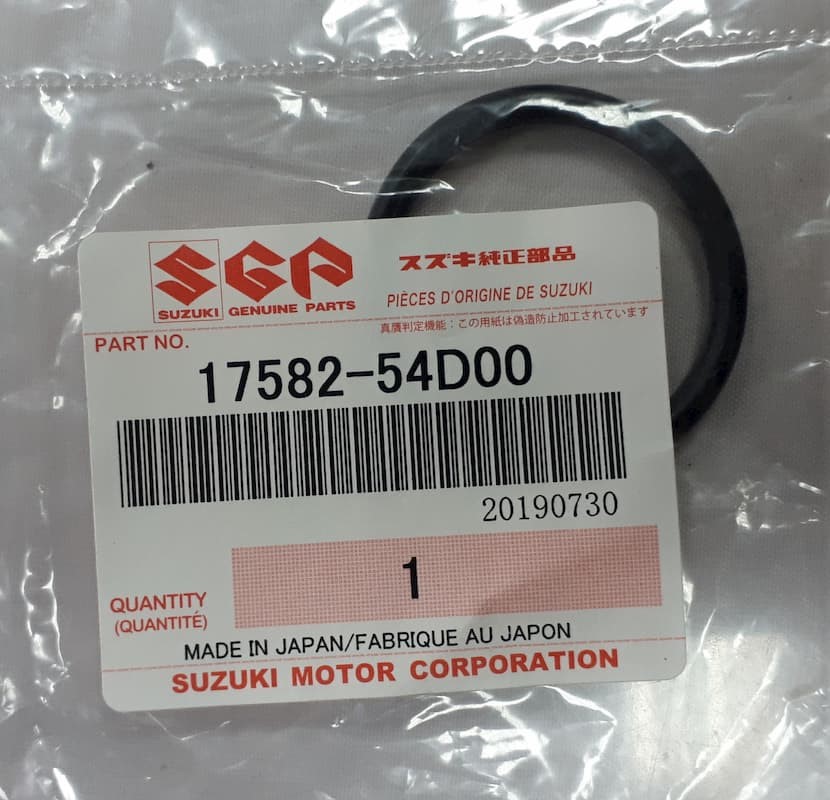 SGP
SUZUKI GENUINE PARTS
スズキ純正部品
PIÈCES D'ORIGINE DE SUZUKI
真贋判定機能：この用紙は偽造防止加工されています
PART NO.
17582-54D00
20190730
QUANTITY
(QUANTITÉ)
1
MADE IN JAPAN/FABRIQUE AU JAPON
SUZUKI MOTOR CORPORATION